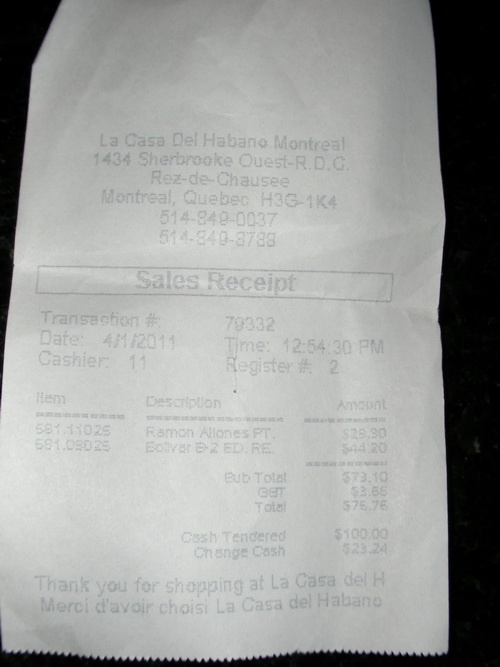 La Casa Del Habano Montreal
1434 Sherbrooke Ouest-R.D.C.
Rez-de-Chausee
Montreal, Quebec H3G-1K4
514-849-0037
514-849-8788
Sales Receipt
Transaction #: 79332
Date: 4/1/2011 Time: 12:54:30 PM
Cashier: 11 Register #: 2
Item Description Amount
681.11025 Ramon Allones PT. $28.90
681.09025 Bolivar B-2 ED.RE. $44.20
Sub Total $73.10
GST $3.66
Total $76.76
Cash Tendered $100.00
Change Cash $23.24
Thank you for shopping at La Casa del H
Merci d'avoir choisi La Casa del Habano